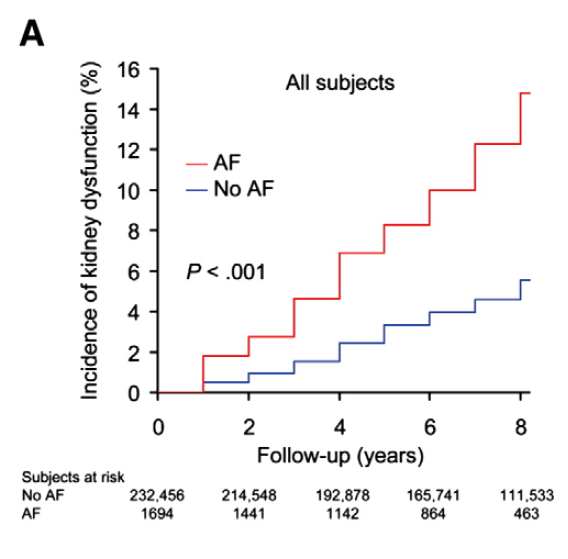 A
All subjects
Incidence of kidney dysfunction (%)
16
14
12
10
8
6
4
2
0
AF
No AF
P < .001
0 2 4 6 8
Follow-up (years)
Subjects at risk
No AF 232,456 214,548 192,878 165,741 111,533
AF 1694 1441 1142 864 463